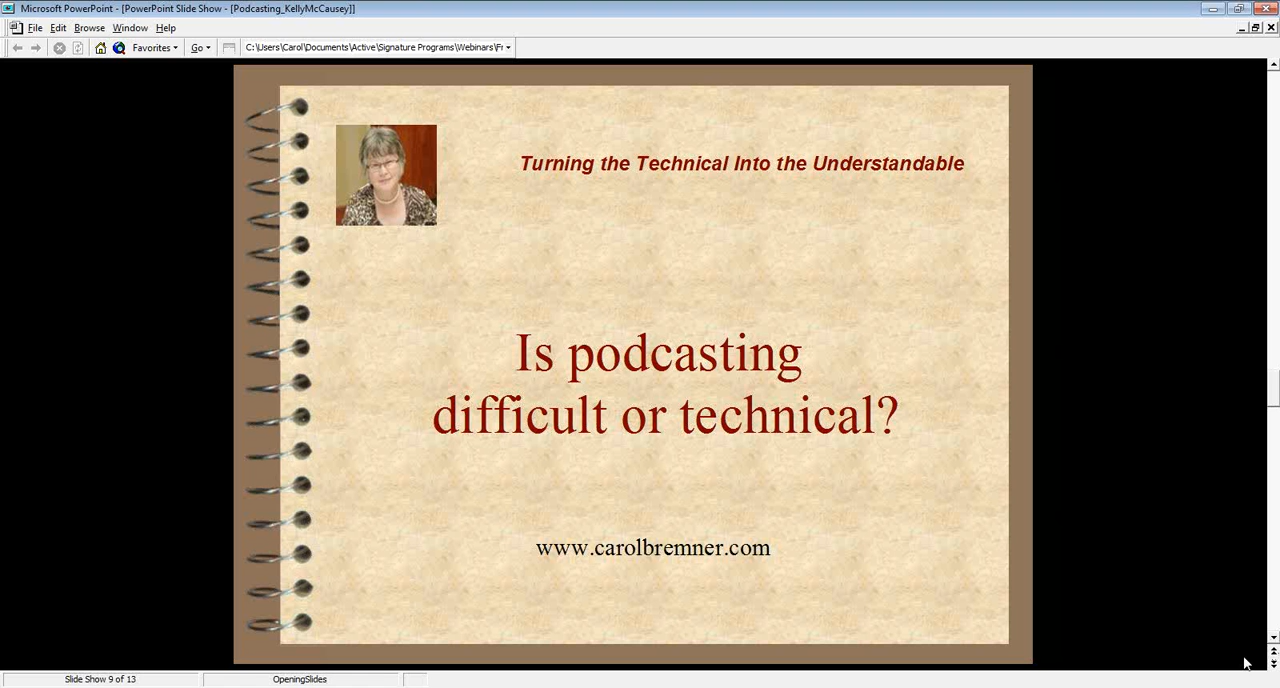 Microsoft PowerPoint - [PowerPoint Slide Show - [Podcasting_KellyMcCausey]]
File Edit Browse Window Help
Favorites Go C:\Users\Carol\Documents\Active\Signature Programs\Webinars\Fr
Turning the Technical Into the Understandable
Is podcasting
difficult or technical?
www.carolbremner.com
Slide Show 9 of 13 OpeningSlides